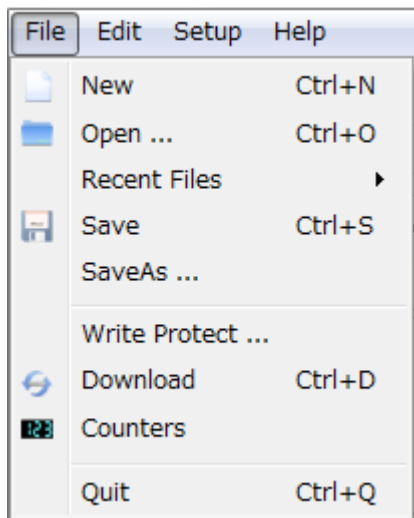 File Edit Setup Help
New Ctrl+N
Open ... Ctrl+O
Recent Files
Save Ctrl+S
SaveAs ...
Write Protect ...
Download Ctrl+D
123 Counters
Quit Ctrl+Q